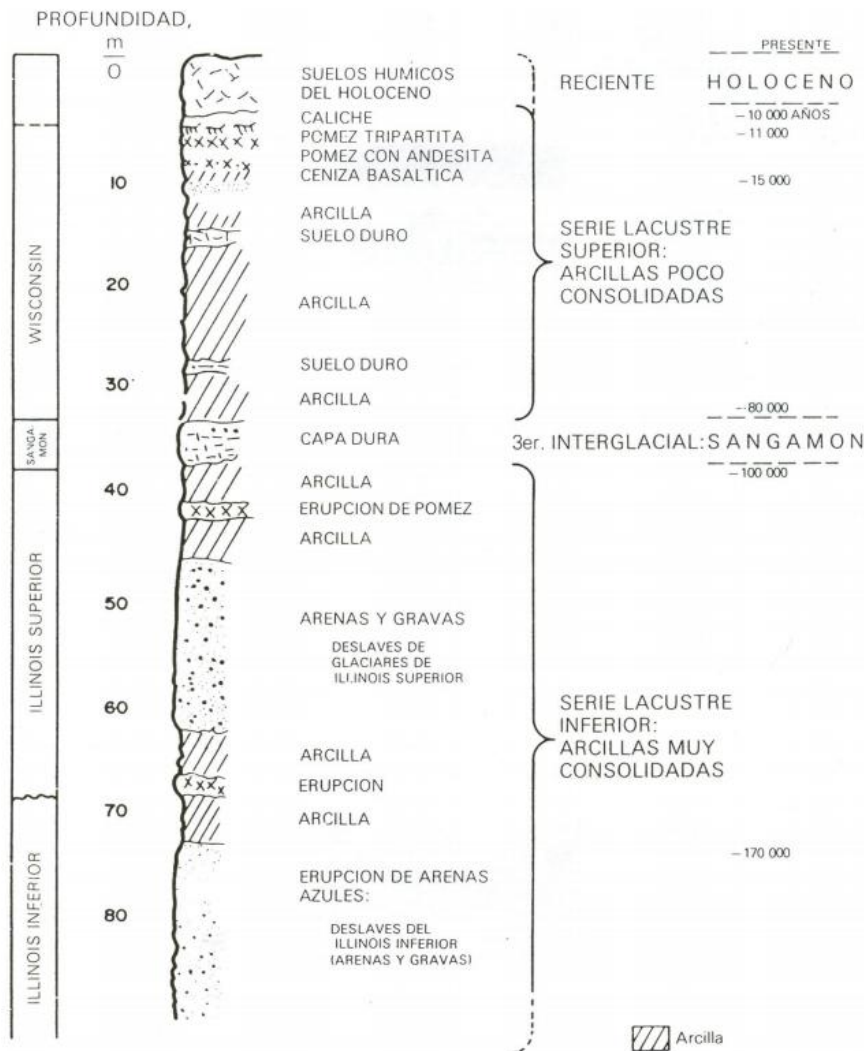 PROFUNDIDAD,
m
0
10
20
30
40
50
60
70
80
WISCONSIN
SANGA
MON
ILLINOIS SUPERIOR
ILLINOIS INFERIOR
SUELOS HUMICOS
DEL HOLOCENO
CALICHE
POMEZ TRIPARTITA
POMEZ CON ANDESITA
CENIZA BASALTICA
ARCILLA
SUELO DURO
ARCILLA
SUELO DURO
ARCILLA
CAPA DURA
ARCILLA
ERUPCION DE POMEZ
ARCILLA
ARENAS Y GRAVAS
DESLAVES DE
GLACIARES DE
ILLINOIS SUPERIOR
ARCILLA
ERUPCION
ARCILLA
ERUPCION DE ARENAS
AZULES:
DESLAVES DEL
ILLINOIS INFERIOR
(ARENAS Y GRAVAS)
RECIENTE
SERIE LACUSTRE
SUPERIOR:
ARCILLAS POCO
CONSOLIDADAS
3er. INTERGLACIAL: SANGAMON
SERIE LACUSTRE
INFERIOR:
ARCILLAS MUY
CONSOLIDADAS
PRESENTE
HOLOCENO
–10 000 AÑOS
–11 000
–15 000
–80 000
–100 000
–170 000
Arcilla